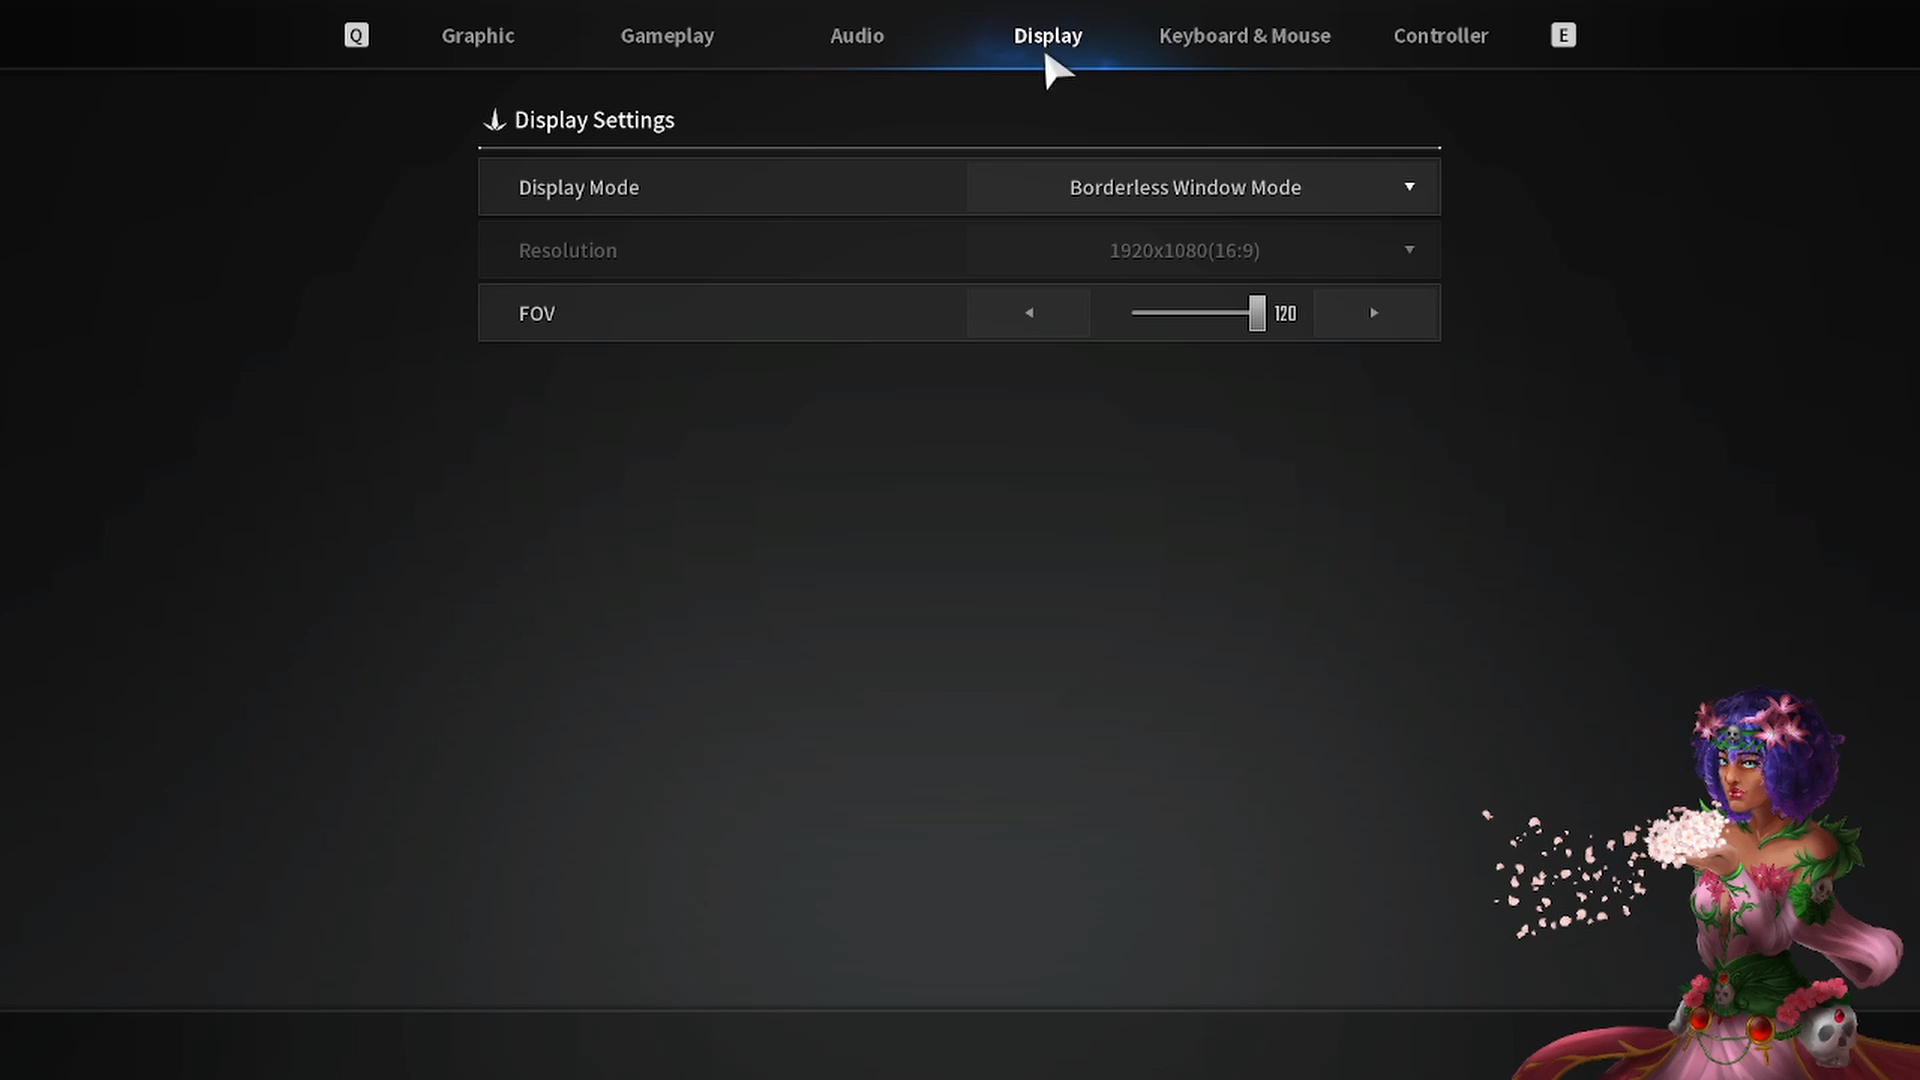 Q Graphic Gameplay Audio Display Keyboard & Mouse Controller E
Display Settings
Display Mode Borderless Window Mode
Resolution 1920x1080(16:9)
FOV 120